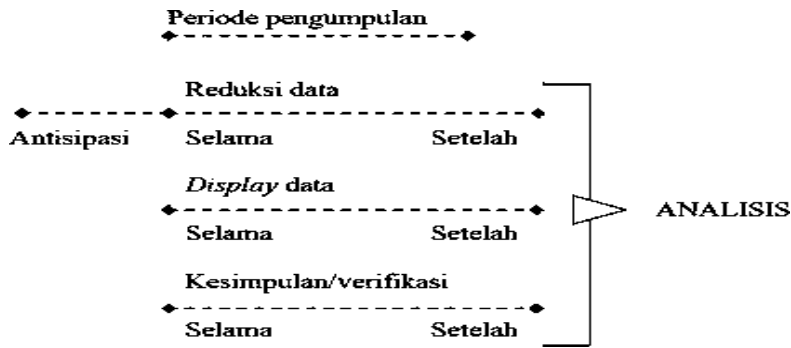 Periode pengumpulan
Reduksi data
Antisipasi Selama Setelah
Display data
Selama Setelah
ANALISIS
Kesimpulan/verifikasi
Selama Setelah